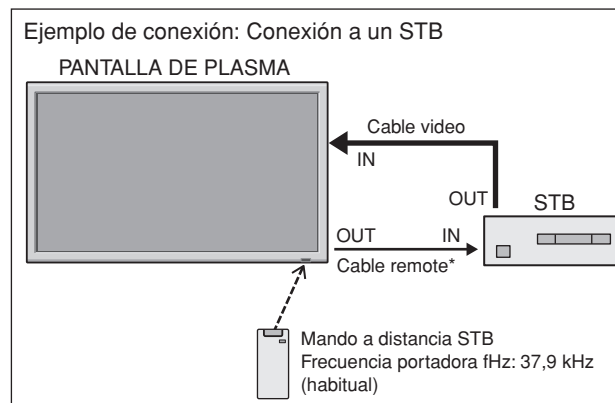 Ejemplo de conexión: Conexión a un STB
PANTALLA DE PLASMA
Cable video
IN
OUT
STB
OUT
IN
Cable remote*
Mando a distancia STB
Frecuencia portadora fHz: 37,9 kHz
(habitual)